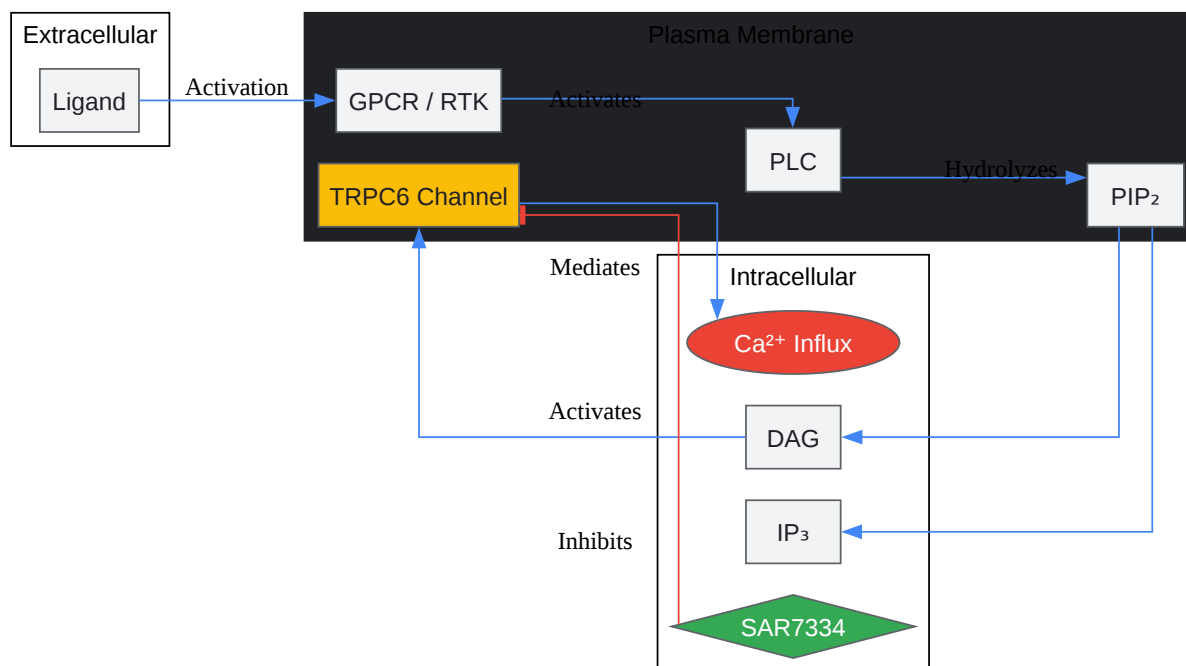 Extracellular
Plasma Membrane
Ligand
Activation
GPCR / RTK
Activates
PLC
Hydrolyzes
PIP₂
TRPC6 Channel
Mediates
Intracellular
Ca²⁺ Influx
Activates
DAG
IP₃
Inhibits
SAR7334